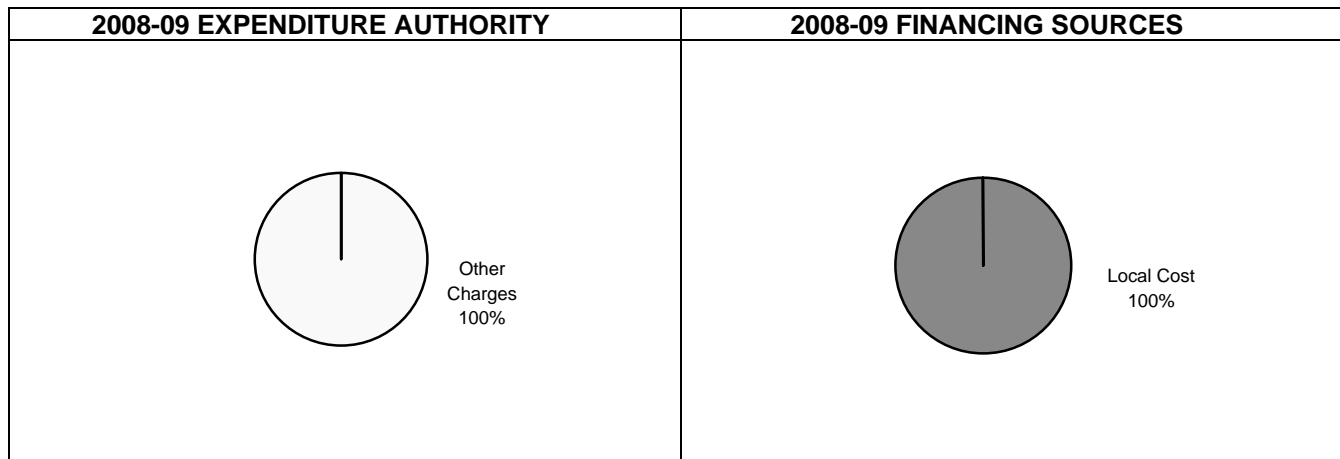 2008-09 EXPENDITURE AUTHORITY
2008-09 FINANCING SOURCES
Other
Charges
100%
Local Cost
100%